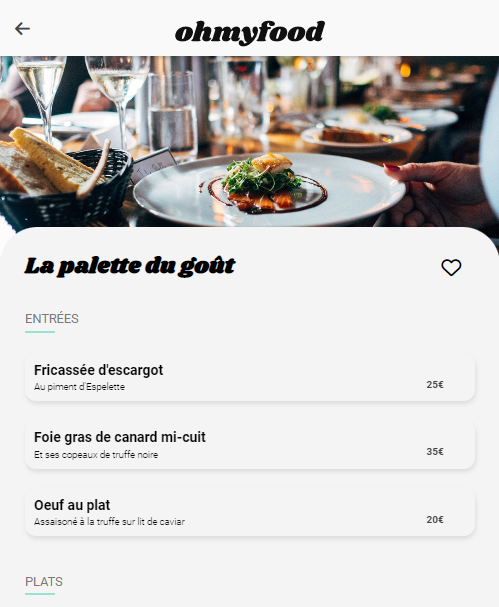 ohmyfood
La palette du goût
ENTRÉES
Fricassée d'escargot
Au piment d'Espelette
25€
Foie gras de canard mi-cuit
Et ses copeaux de truffe noire
35€
Oeuf au plat
Assaisoné à la truffe sur lit de caviar
20€
PLATS